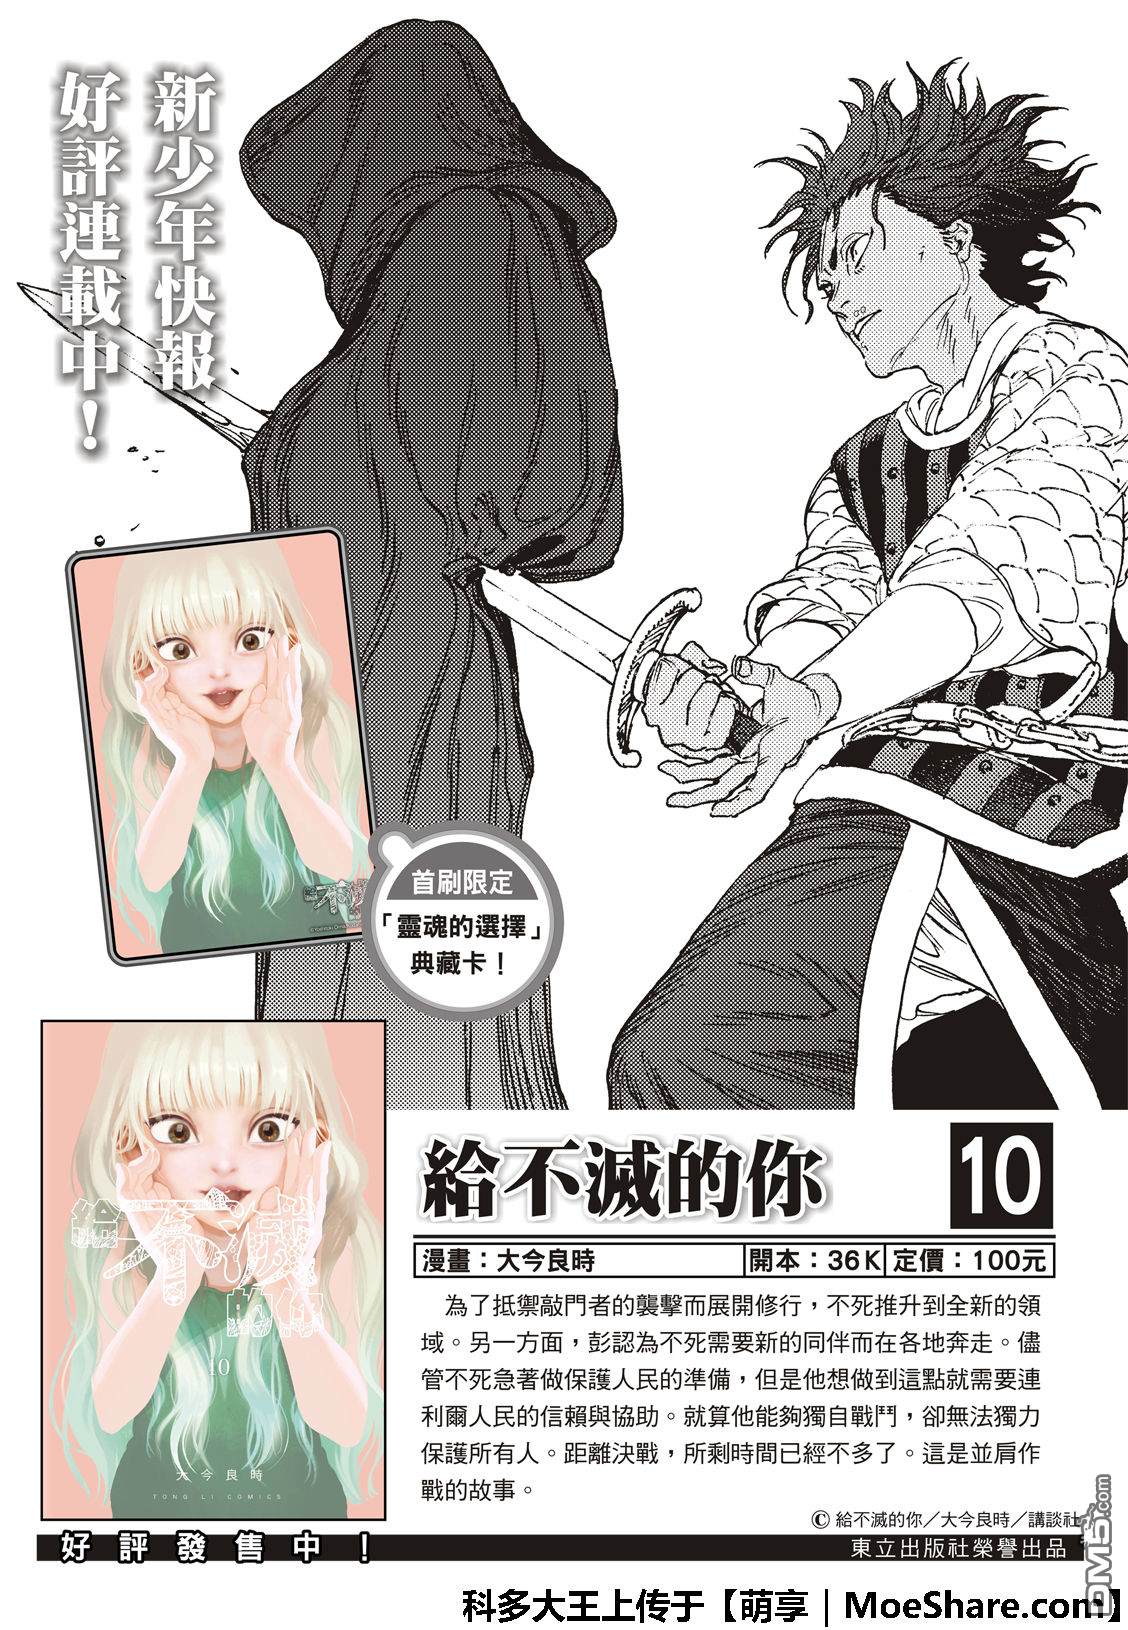 新少年快報
好評連載中！
首刷限定
「靈魂的選擇」
典藏卡！
給不滅的你
10
大今良時
TONG LI COMICS
好評發售中！
給不滅的你 10
漫畫：大今良時 開本：36K 定價：100元
為了抵禦敲門者的襲擊而展開修行，不死推升到全新的領
域。另一方面，彭認為不死需要新的同伴而在各地奔走。儘
管不死急著做保護人民的準備，但是他想做到這點就需要連
利爾人民的信賴與協助。就算他能夠獨自戰鬥，卻無法獨力
保護所有人。距離決戰，所剩時間已經不多了。這是並肩作
戰的故事。
© 給不滅的你／大今良時／講談社
東立出版社榮譽出品
DM5.com
科多大王上传于【萌享｜MoeShare.com】